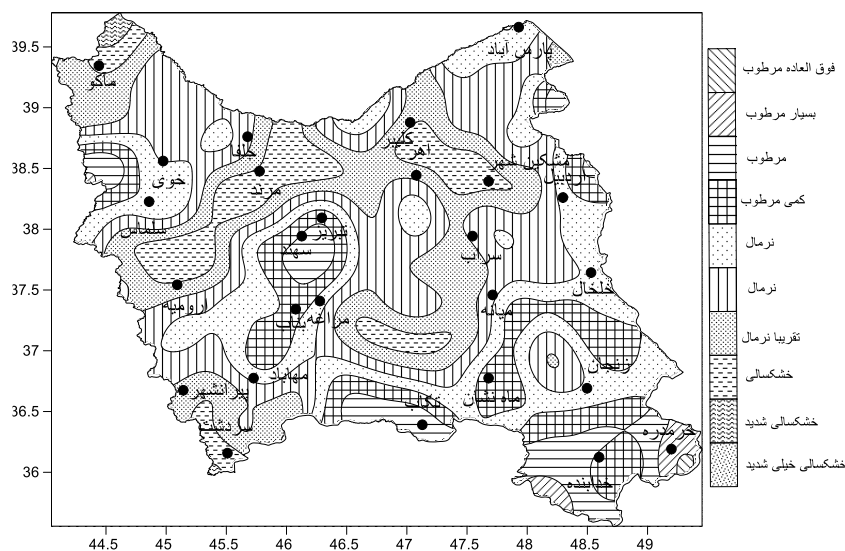 39.5
39
38.5
38
37.5
37
36.5
36
44.5
45
45.5
46
46.5
47
47.5
48
48.5
49
پارس آباد
ماکو
کلیبر
جلفا
اهر
مشکین شهر
اردبیل
خوی
مرند
سلماس
تبریز
سهند
سراب
خلخال
ارومیه
میانه
مراغه
بناب
زنجان
مهاباد
پیرانشهر
ماه نشان
تکاب
سردشت
خرمدره
خدابنده
فوق العاده مرطوب
بسیار مرطوب
مرطوب
کمی مرطوب
نرمال
نرمال
تقریبا نرمال
خشکسالی
خشکسالی شدید
خشکسالی خیلی شدید